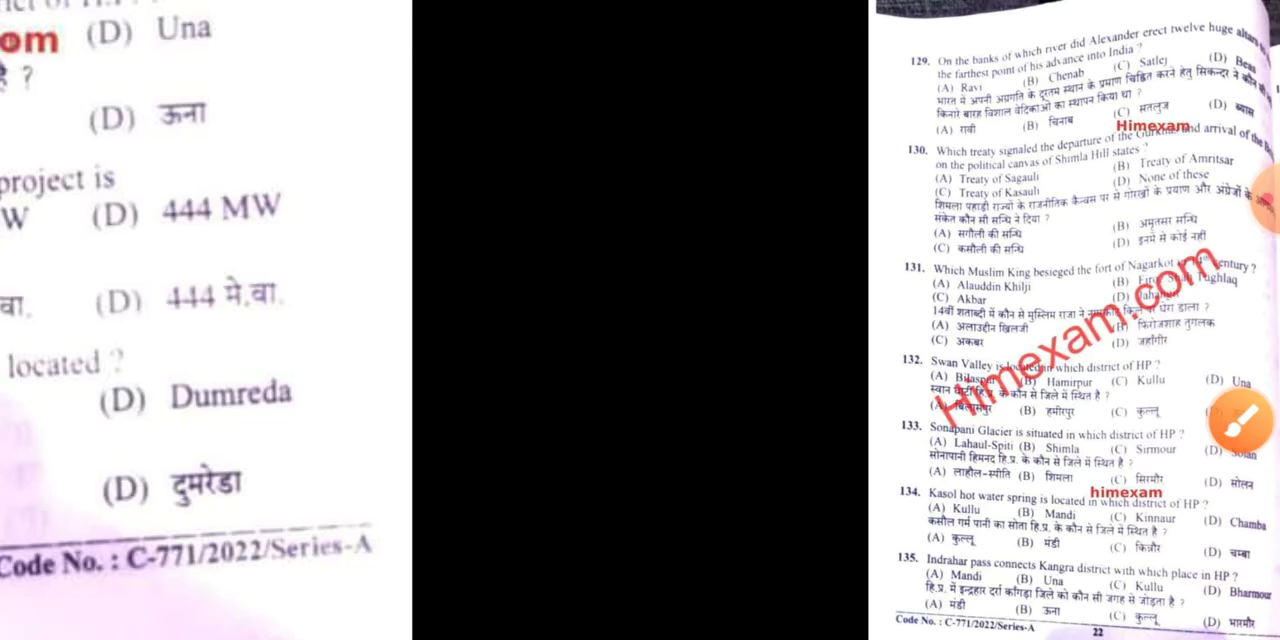 om (D) Una
है ?
(D) ऊना
project is
W (D) 444 MW
वा. (D) 444 मे.वा.
located ?
(D) Dumreda
(D) दुमरेडा
Code No. : C-771/2022/Series-A
129. On the banks of which river did Alexander erect twelve huge altars
the farthest point of his advance into India ?
(A) Ravi (B) Chenab (C) Satlej (D) Beas
भारत में अपनी अग्रगति के दूरतम स्थान के प्रमाण चिह्नित करने हेतु सिकन्दर ने कौन
किनारे बारह विशाल वेदिकाओं का स्थापन किया था ?
(A) रावी (B) चिनाब (C) सतलुज (D) ब्यास
Himexam
130. Which treaty signaled the departure of the and arrival of the
on the political canvas of Shimla Hill states ?
(A) Treaty of Sagauli (B) Treaty of Amritsar
(C) Treaty of Kasauli (D) None of these
शिमला पहाड़ी राज्यों के राजनीतिक कैन्वस पर से गोरखों के प्रयाण और अंग्रेजों के
संकेत कौन सी सन्धि ने दिया ?
(A) सगौली की सन्धि (B) अमृतसर सन्धि
(C) कसौली की सन्धि (D) इनमें से कोई नहीं
131. Which Muslim King besieged the fort of Nagarkot century ?
(A) Alauddin Khilji (B) Tughlaq
(C) Akbar (D)
14वीं शताब्दी में कौन से मुस्लिम राजा ने पर घेरा डाला ?
(A) अलाउद्दीन खिलजी (B) फिरोजशाह तुगलक
(C) अकबर (D) जहाँगीर
Himexam.com
132. Swan Valley is located in which district of HP ?
(A) Bilaspur (B) Hamirpur (C) Kullu (D) Una
स्वान घाटी हि.प्र. के कौन से जिले में स्थित है ?
(A) बिलासपुर (B) हमीरपुर (C) कुल्लू
133. Sonapani Glacier is situated in which district of HP ?
(A) Lahaul-Spiti (B) Shimla (C) Sirmour (D) Solan
सोनापानी हिमनद हि.प्र. के कौन से जिले में स्थित है ?
(A) लाहौल-स्पीति (B) शिमला (C) सिरमौर (D) सोलन
himexam
134. Kasol hot water spring is located in which district of HP ?
(A) Kullu (B) Mandi (C) Kinnaur (D) Chamba
कसौल गर्म पानी का सोता हि.प्र. के कौन से जिले में स्थित है ?
(A) कुल्लू (B) मंडी (C) किन्नौर (D) चम्बा
135. Indrahar pass connects Kangra district with which place in HP ?
(A) Mandi (B) Una (C) Kullu (D) Bharmour
हि.प्र. में इन्द्रहार दर्रा काँगड़ा जिले को कौन सी जगह से जोड़ता है ?
(A) मंडी (B) ऊना (C) कुल्लू (D) भारमौर
Code No. : C-771/2022/Series-A
22